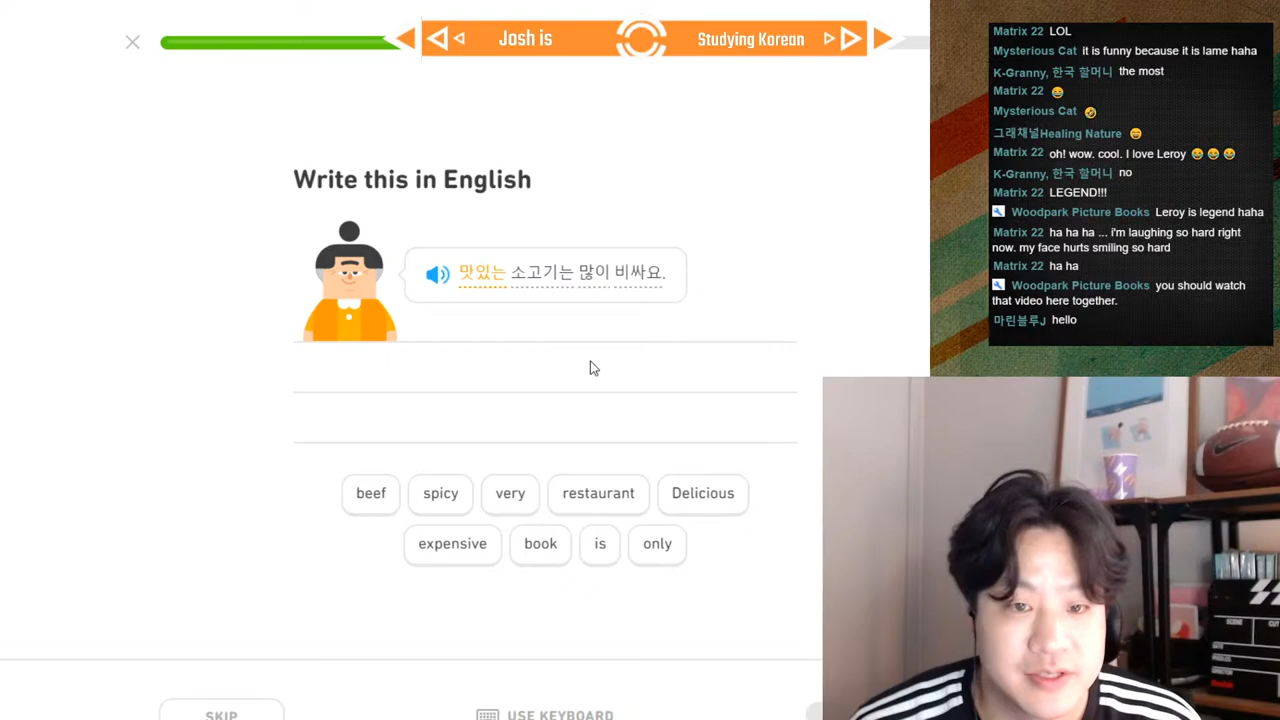 Josh is
Studying Korean
Write this in English
맛있는 소고기는 많이 비싸요.
beef
spicy
very
restaurant
Delicious
expensive
book
is
only
SKIP
USE KEYBOARD
Matrix 22 LOL
Mysterious Cat it is funny because it is lame haha
K-Granny, 한국 할머니 the most
Matrix 22 😂
Mysterious Cat 🤣
그래채널Healing Nature 😄
Matrix 22 oh! wow. cool. I love Leroy 😂 😂 😂
K-Granny, 한국 할머니 no
Matrix 22 LEGEND!!!
Woodpark Picture Books Leroy is legend haha
Matrix 22 ha ha ha ... i'm laughing so hard right
now. my face hurts smiling so hard
Matrix 22 ha ha
Woodpark Picture Books you should watch
that video here together.
마린블루」 hello